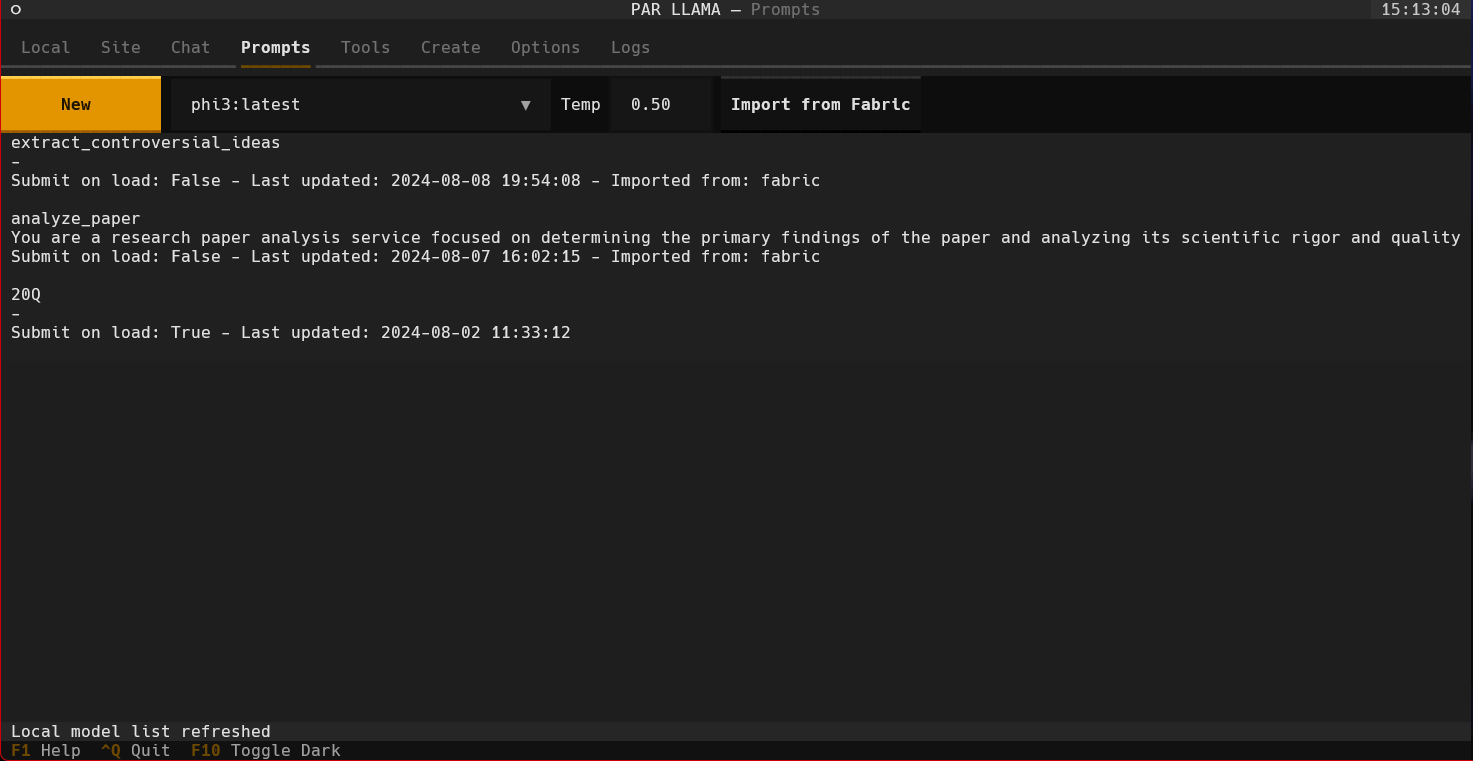 PAR LLAMA — Prompts 15:13:04
Local Site Chat Prompts Tools Create Options Logs
New phi3:latest ▼ Temp 0.50 Import from Fabric
extract_controversial_ideas
-
Submit on load: False - Last updated: 2024-08-08 19:54:08 - Imported from: fabric
analyze_paper
You are a research paper analysis service focused on determining the primary findings of the paper and analyzing its scientific rigor and quality
Submit on load: False - Last updated: 2024-08-07 16:02:15 - Imported from: fabric
20Q
-
Submit on load: True - Last updated: 2024-08-02 11:33:12
Local model list refreshed
F1 Help ^Q Quit F10 Toggle Dark